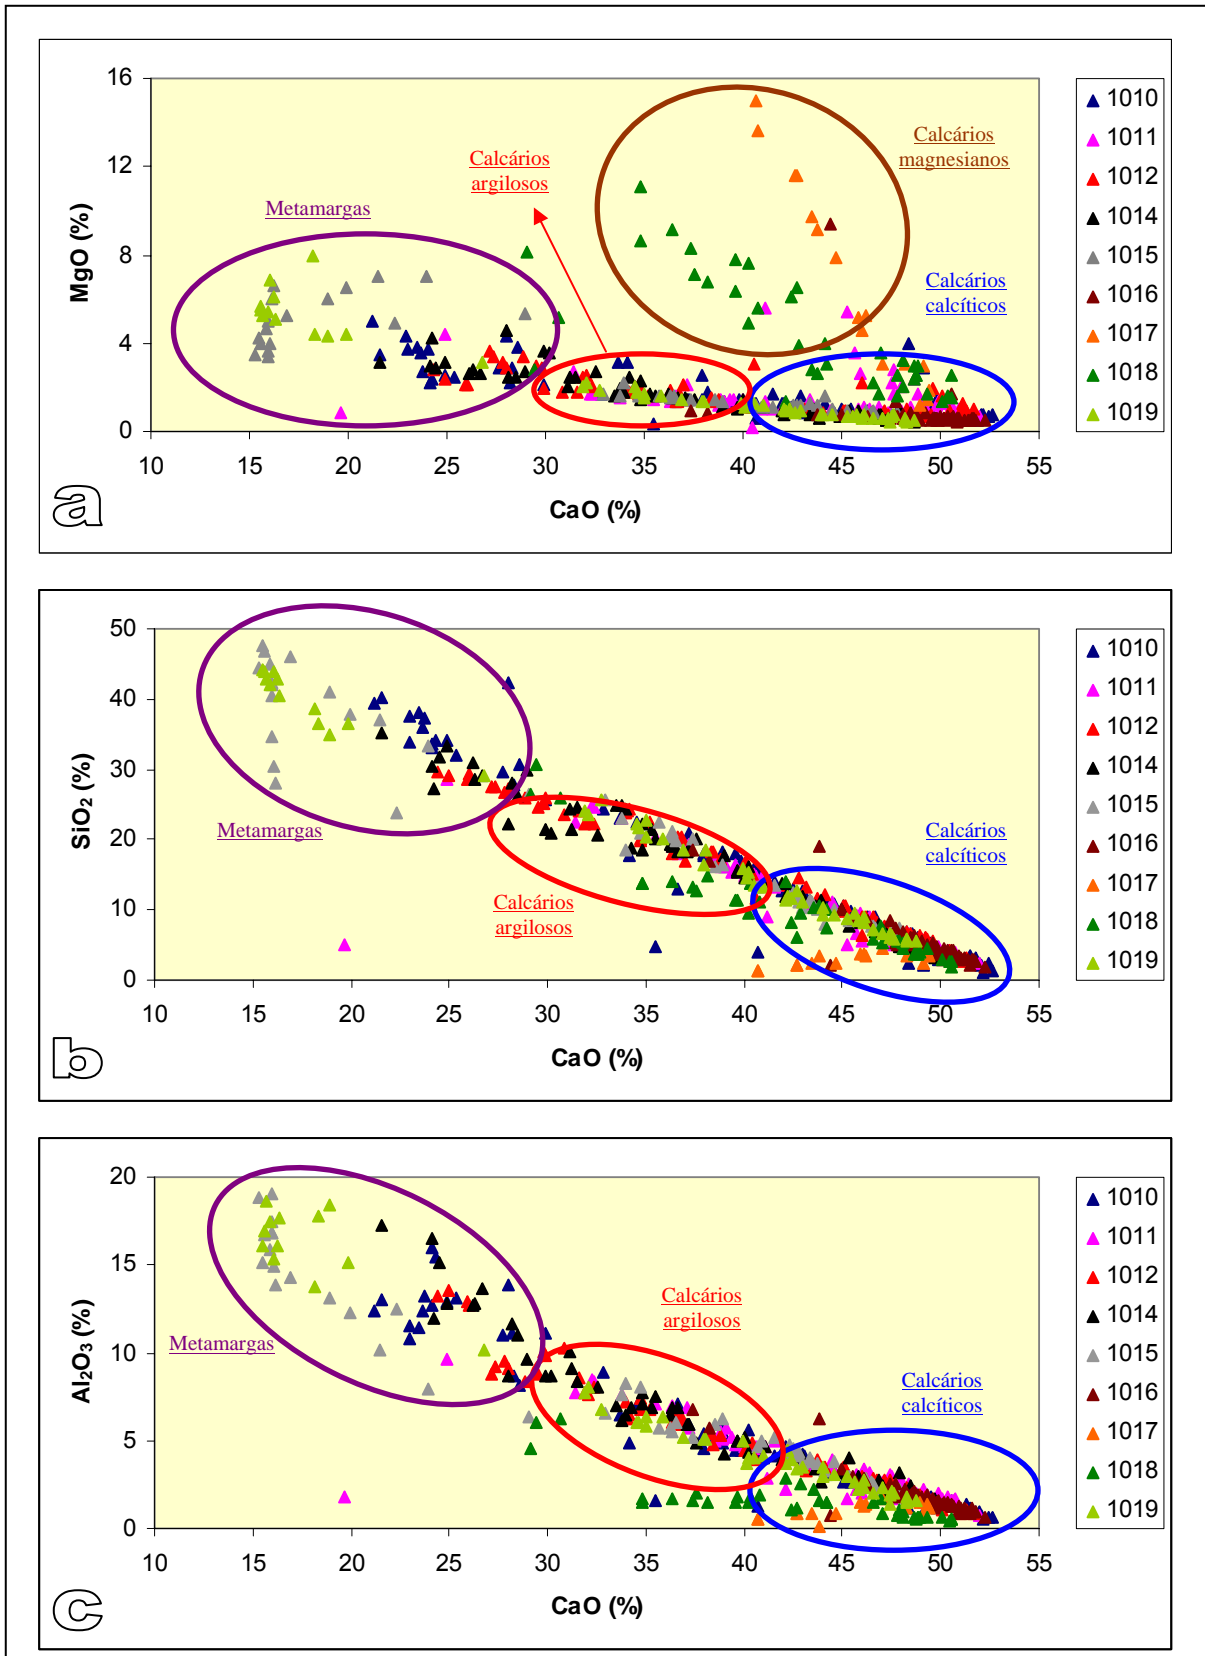 16
12
8
4
0
MgO (%)
Calcários
argilosos
Metamargas
Calcários
magnesianos
Calcários
calcíticos
10 15 20 25 30 35 40 45 50 55
CaO (%)
1010
1011
1012
1014
1015
1016
1017
1018
1019
a
50
40
30
20
10
0
SiO₂ (%)
Metamargas
Calcários
argilosos
Calcários
calcíticos
10 15 20 25 30 35 40 45 50 55
CaO (%)
1010
1011
1012
1014
1015
1016
1017
1018
1019
b
20
15
10
5
0
Al₂O₃ (%)
Metamargas
Calcários
argilosos
Calcários
calcíticos
10 15 20 25 30 35 40 45 50 55
CaO (%)
1010
1011
1012
1014
1015
1016
1017
1018
1019
c